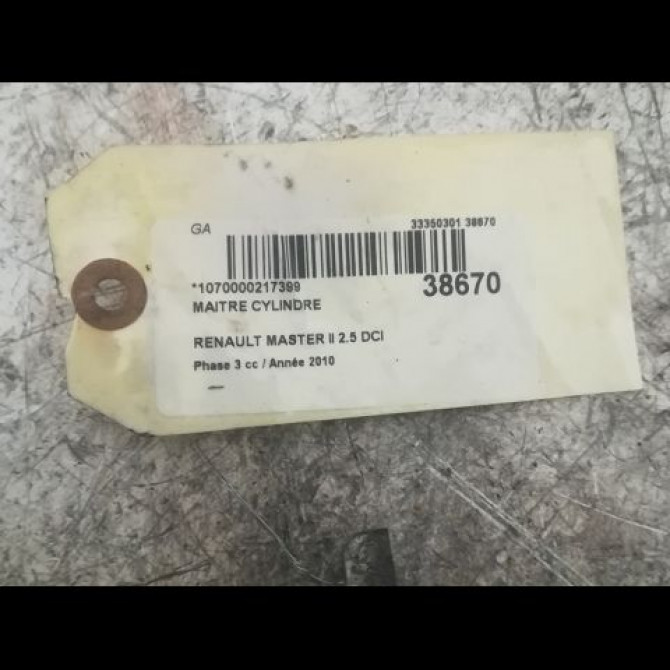 GA 33350301 38670
*1070000217399 38670
MAITRE CYLINDRE
RENAULT MASTER II 2.5 DCI
Phase 3 cc / Année 2010